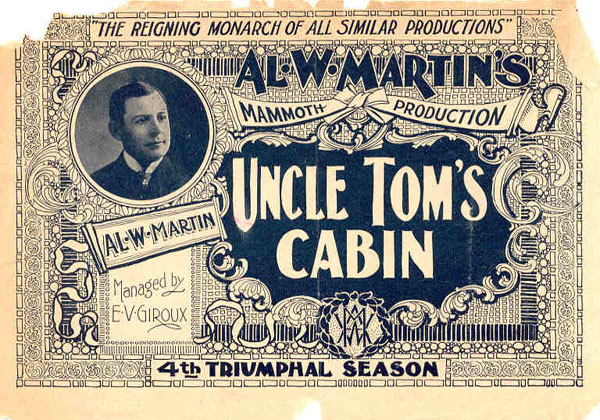 "THE REIGNING MONARCH OF ALL SIMILAR PRODUCTIONS"
AL·W·MARTIN'S
MAMMOTH PRODUCTION
UNCLE TOM'S
CABIN
AL·W·MARTIN
Managed by
E·V·GIROUX
4th TRIUMPHAL SEASON